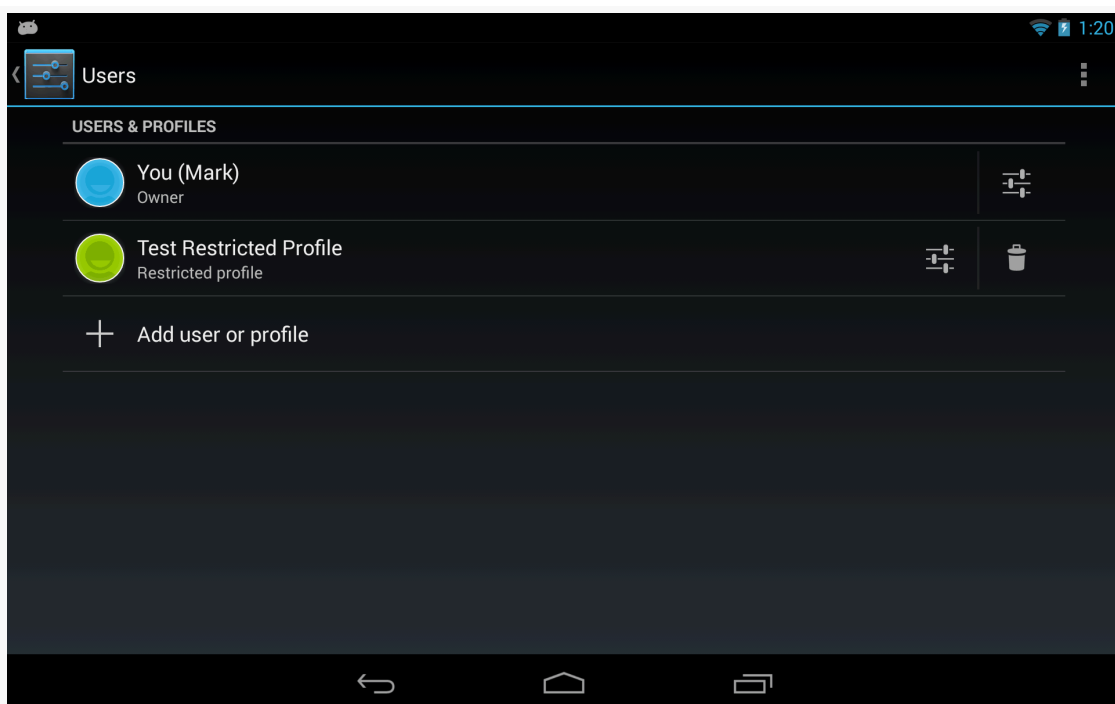 1:20
Users
USERS & PROFILES
You (Mark)
Owner
Test Restricted Profile
Restricted profile
Add user or profile